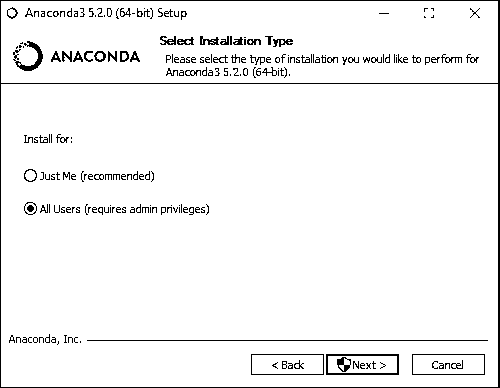 Anaconda3 5.2.0 (64-bit) Setup
ANACONDA
Select Installation Type
Please select the type of installation you would like to perform for
Anaconda3 5.2.0 (64-bit).
Install for:
Just Me (recommended)
All Users (requires admin privileges)
Anaconda, Inc.
< Back Next > Cancel